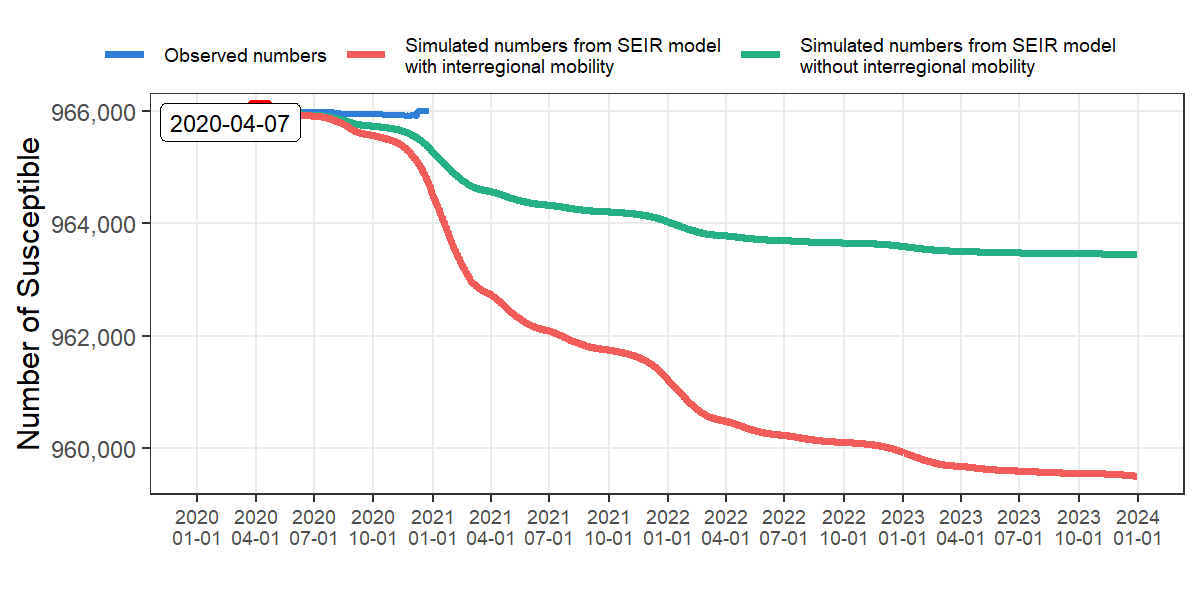 Observed numbers
Simulated numbers from SEIR model
with interregional mobility
Simulated numbers from SEIR model
without interregional mobility
Number of Susceptible
966,000
964,000
962,000
960,000
2020-04-07
2020 2020 2020 2020 2021 2021 2021 2021 2022 2022 2022 2022 2023 2023 2023 2023 2024
01-01 04-01 07-01 10-01 01-01 04-01 07-01 10-01 01-01 04-01 07-01 10-01 01-01 04-01 07-01 10-01 01-01